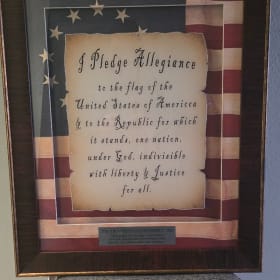 I Pledge Allegiance
to the flag of the
United States of America
& to the Republic for which
it stands, one nation,
under God, indivisible
with liberty & Justice
for all.